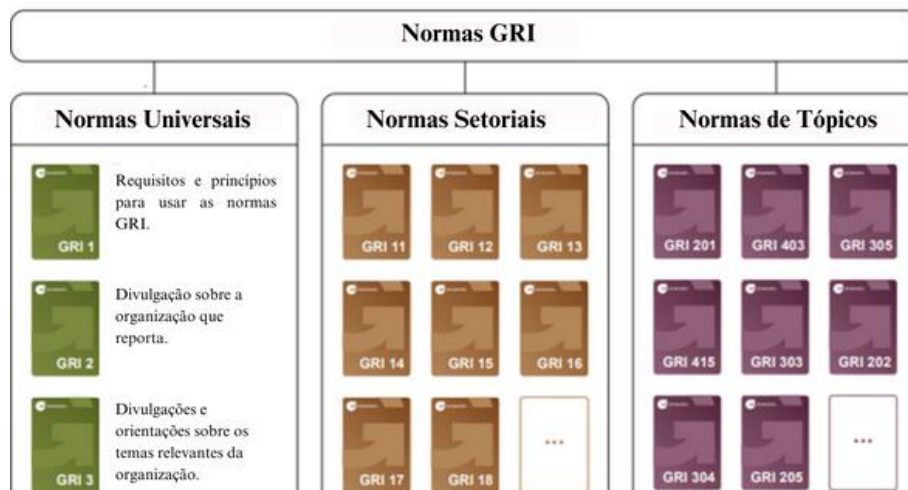 Normas GRI
Normas Universais
Requisitos e princípios
para usar as normas
GRI.
GRI 1
Divulgação sobre a
organização que
reporta.
GRI 2
Divulgações e
orientações sobre os
temas relevantes da
organização.
GRI 3
Normas Setoriais
GRI 11
GRI 12
GRI 13
GRI 14
GRI 15
GRI 16
GRI 17
GRI 18
...
Normas de Tópicos
GRI 201
GRI 403
GRI 305
GRI 415
GRI 303
GRI 202
GRI 304
GRI 205
...